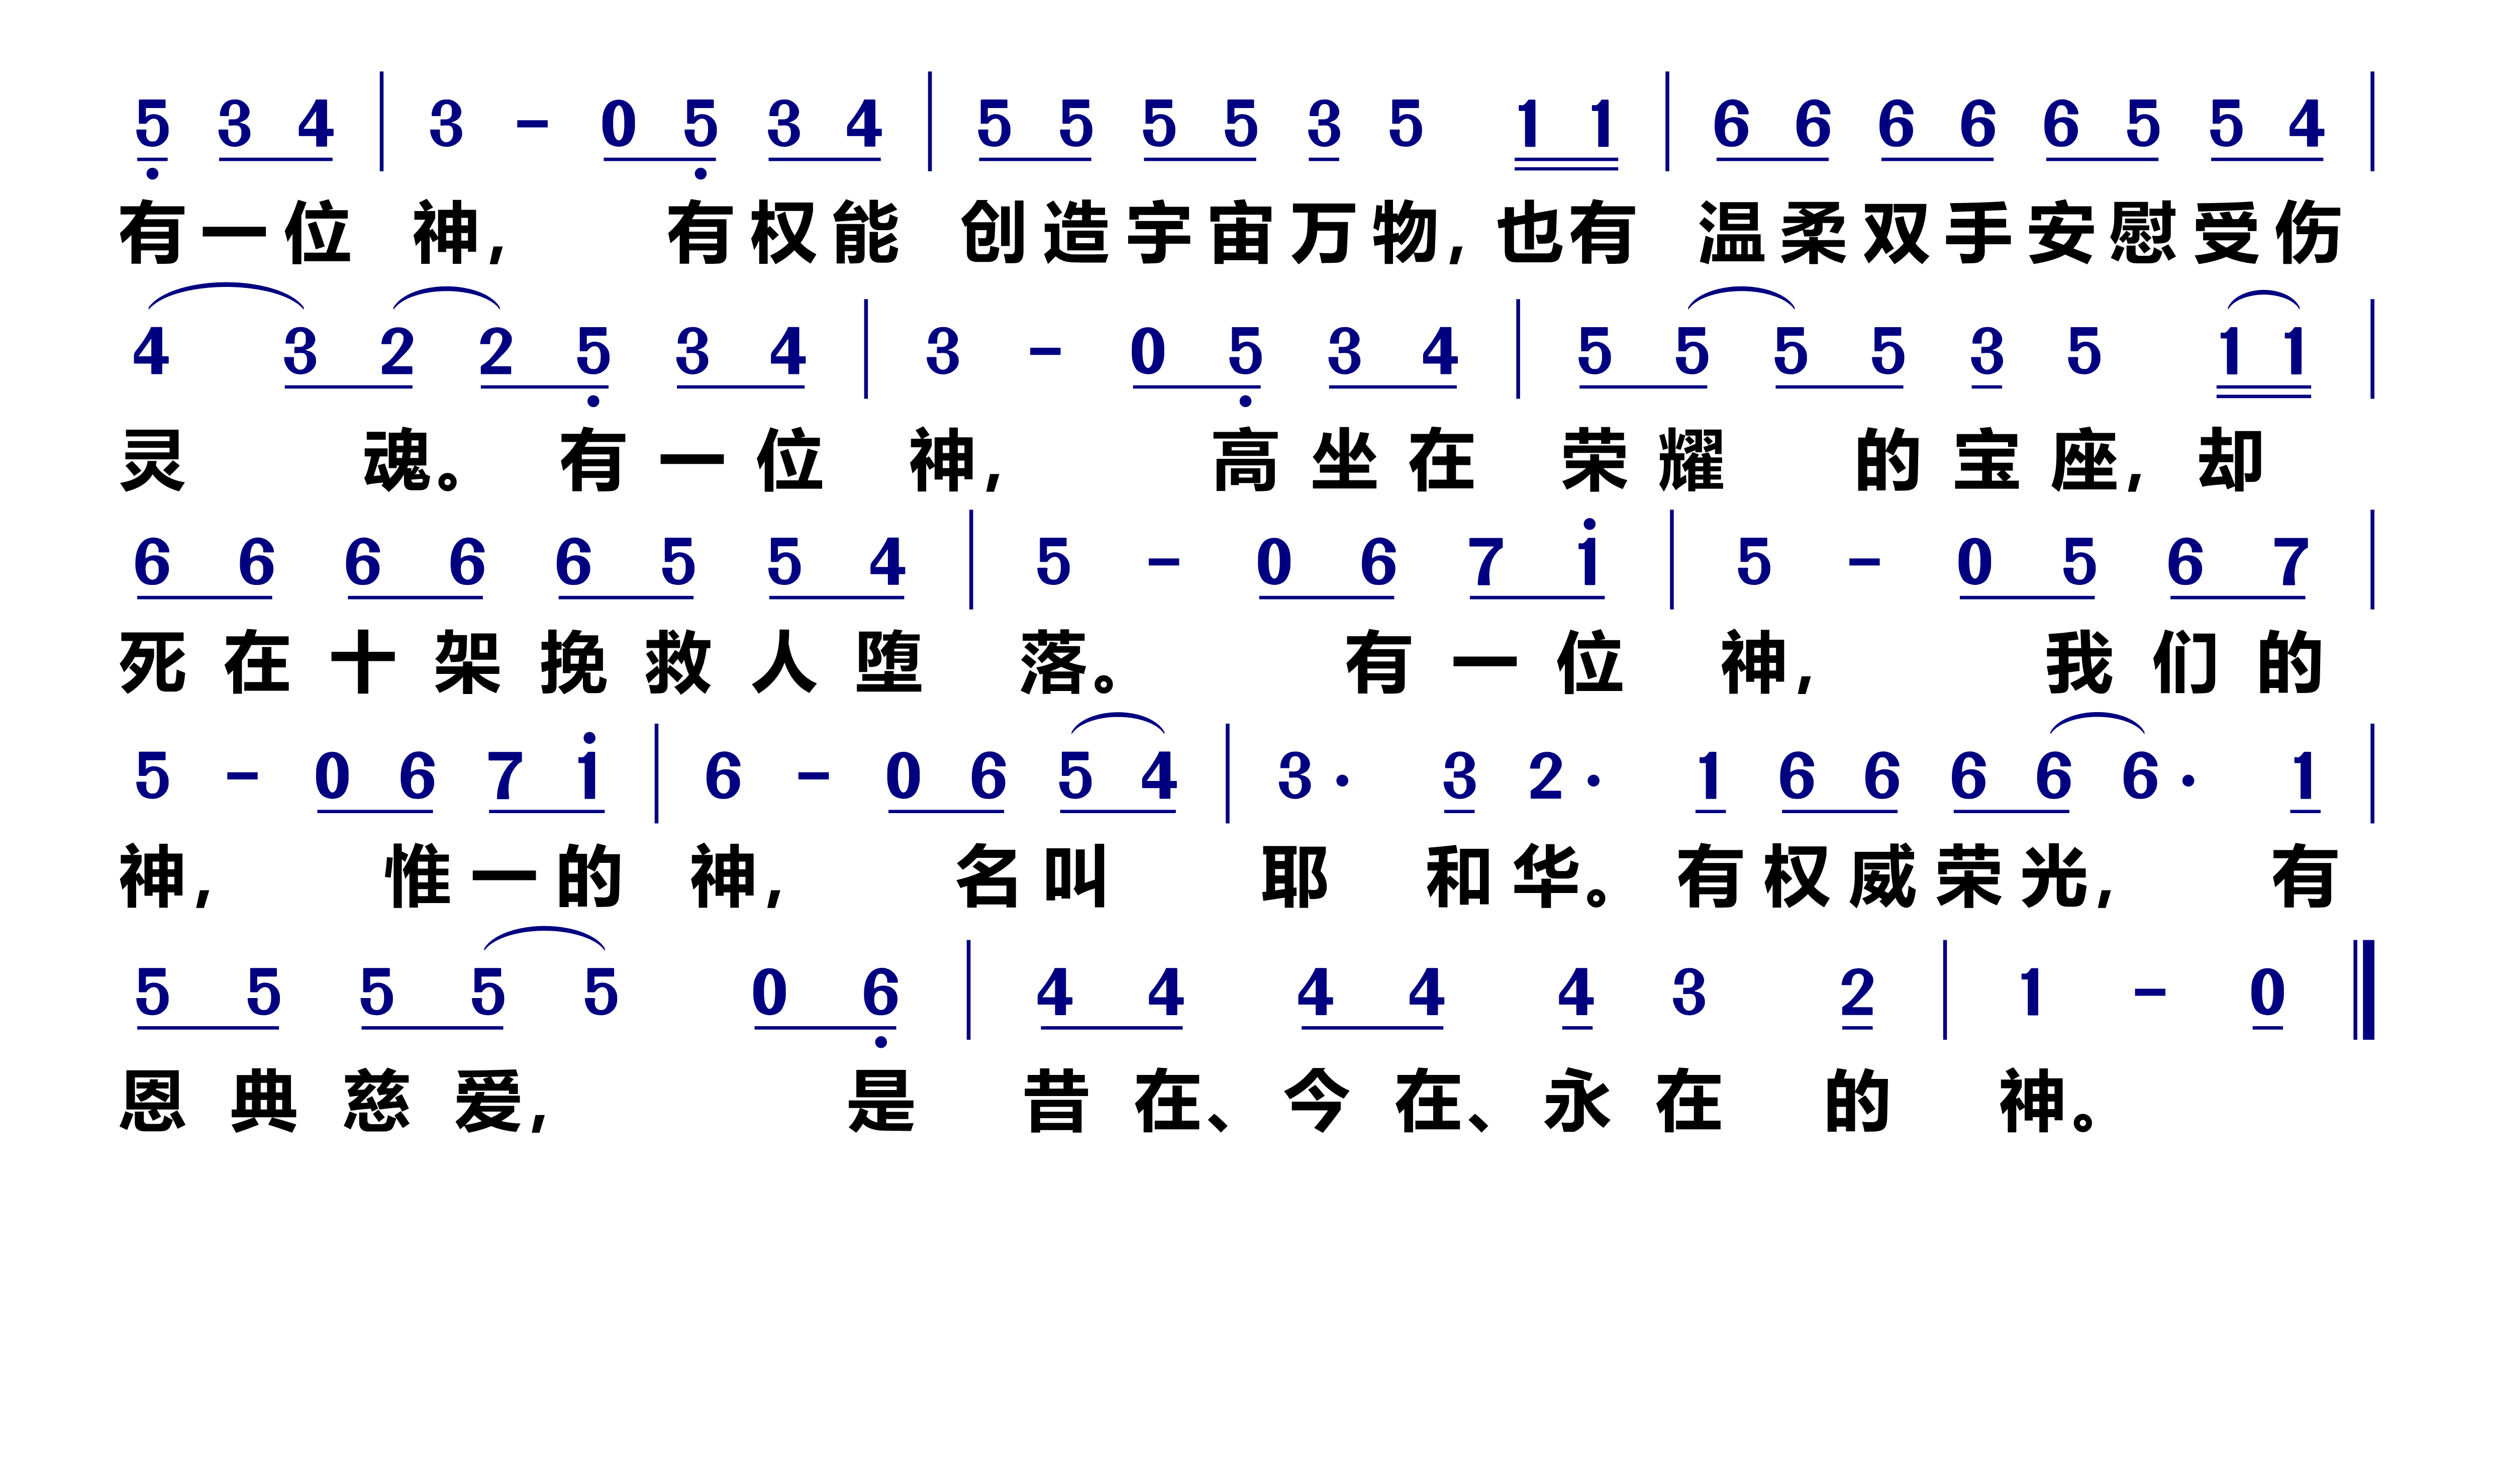 5 3 4 | 3 - 0 5 3 4 | 5 5 5 5 3 5 1 1 | 6 6 6 6 6 5 5 4 |
有一位 神, 有权能 创造宇宙万物,也有 温柔双手安慰受伤
4 3 2 2 5 3 4 | 3 - 0 5 3 4 | 5 5 5 5 3 5 1 1 |
灵 魂。 有一位 神, 高坐在 荣耀 的宝座, 却
6 6 6 6 6 5 5 4 | 5 - 0 6 7 i | 5 - 0 5 6 7 |
死在十架挽救人堕 落。 有一位 神, 我们的
5 - 0 6 7 i | 6 - 0 6 5 4 | 3· 3 2· 1 6 6 6 6 6· 1 |
神, 惟一的 神, 名叫 耶 和华。 有权威荣光, 有
5 5 5 5 5 0 6 | 4 4 4 4 4 3 2 | 1 - 0
恩典慈爱, 是 昔在、今在、永在 的 神。